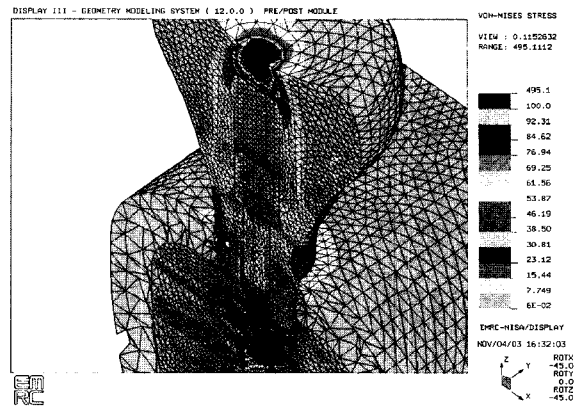 DISPLAY III - GEOMETRY MODELING SYSTEM ( 12.0.0 ) PRE/POST MODULE
VON-MISES STRESS
VIEW : 0.1152632
RANGE: 495.1112
495.1
100.0
92.31
84.62
76.94
69.25
61.56
53.87
46.19
38.50
30.81
23.12
15.44
7.749
6E-02
EMRC-NISA/DISPLAY
NOV/04/03 16:32:03
Z
Y
X
ROTX
-45.0
ROTY
0.0
ROTZ
-45.0
EM
RC